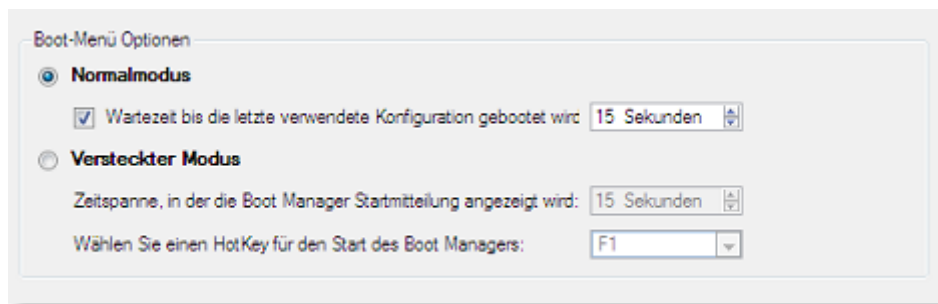 Boot-Menü Optionen
Normalmodus
Wartezeit bis die letzte verwendete Konfiguration gebootet wird 15 Sekunden
Versteckter Modus
Zeitspanne, in der die Boot Manager Startmitteilung angezeigt wird: 15 Sekunden
Wählen Sie einen HotKey für den Start des Boot Managers: F1